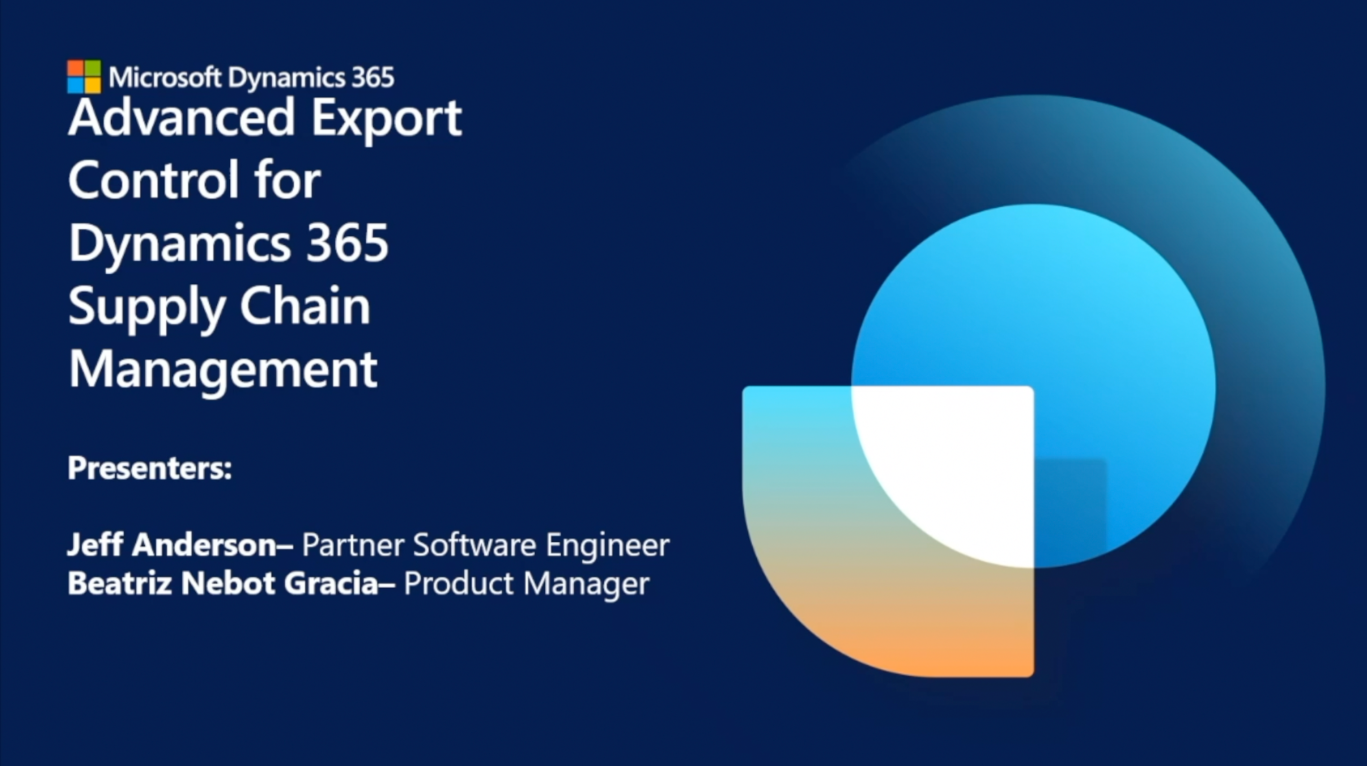 Microsoft Dynamics 365
Advanced Export
Control for
Dynamics 365
Supply Chain
Management
Presenters:
Jeff Anderson– Partner Software Engineer
Beatriz Nebot Gracia– Product Manager